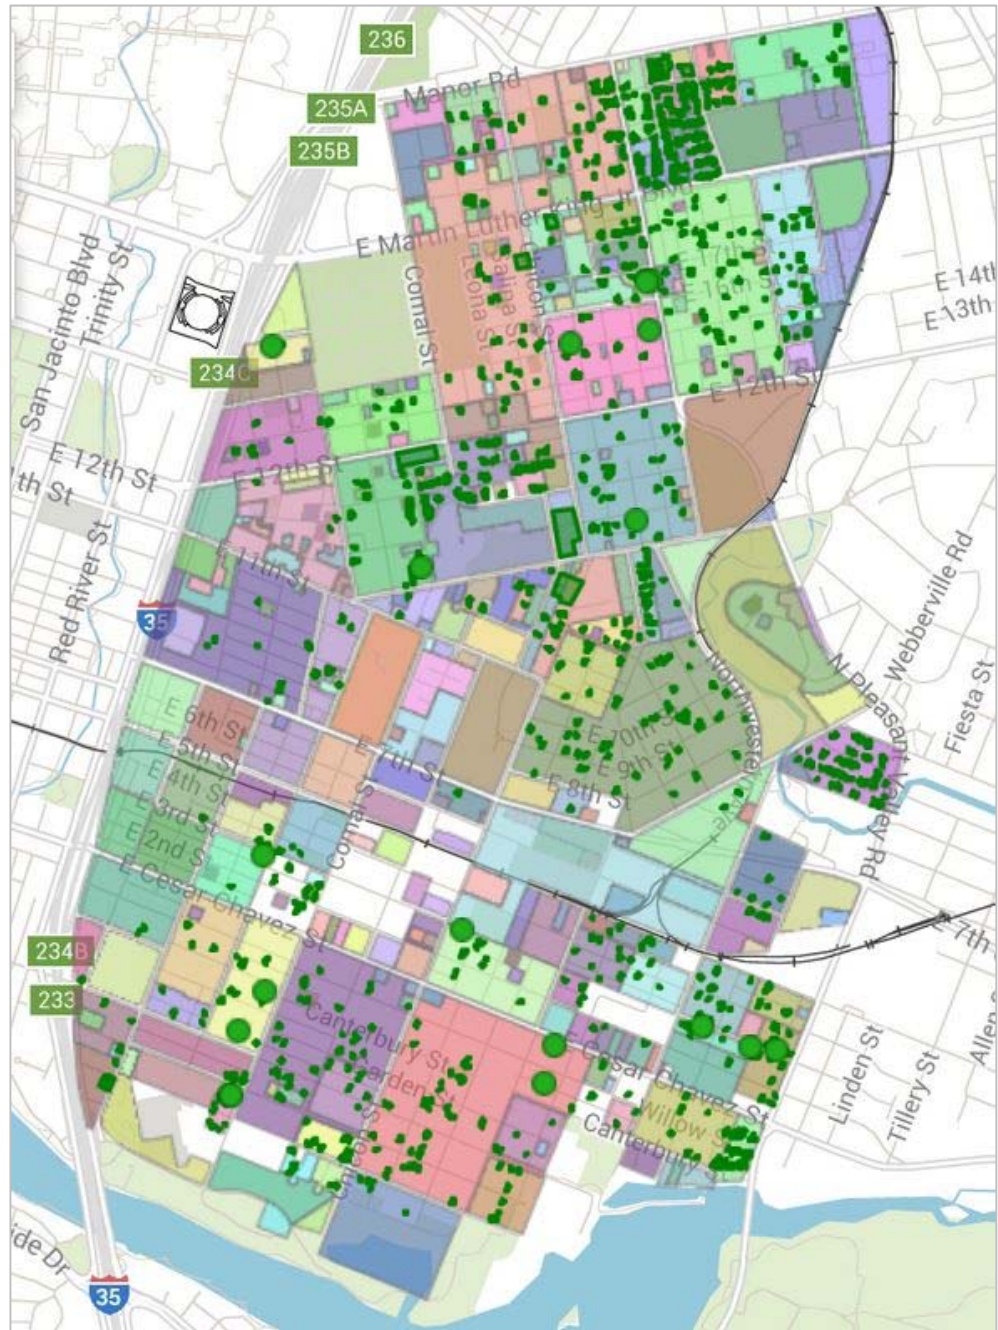 236
Manor Rd
235A
235B
E Martin Luther King Jr Blvd
San Jacinto Blvd
Trinity St
Comal St
Leona St
Salina St
Chicon St
E 17th St
E 16th St
E 14th
E 13th
234C
E 12th St
E 12th St
E 12th St
th St
E 11th St
Red River St
35
Webberville Rd
N Pleasant Valley Rd
Fiesta St
Northwestern
E 10th St
E 9th St
E 8th St
E 7th St
E 6th St
E 5th St
E 4th St
E 3rd St
E 2nd S
Comal S
E Cesar Chavez St
E 7th
234B
233
Canterbury St
Garden St
Chicon S
E Cesar Chavez St
Willow S
Canterbury
Linden St
Tillery St
Allen
ide Dr
35